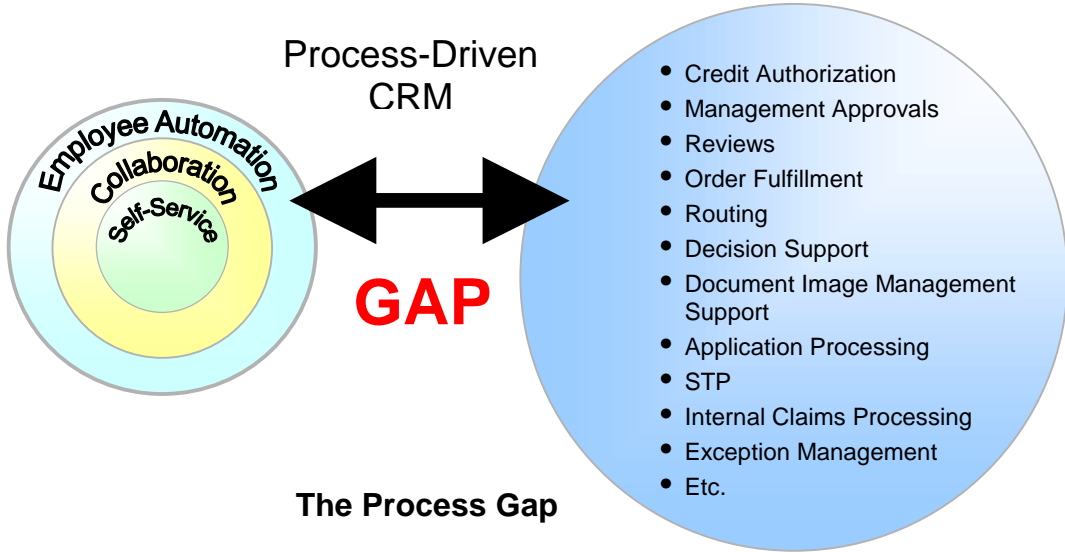 Process-Driven
CRM
Employee Automation
Collaboration
Self-Service
GAP
The Process Gap
• Credit Authorization
• Management Approvals
• Reviews
• Order Fulfillment
• Routing
• Decision Support
• Document Image Management
Support
• Application Processing
• STP
• Internal Claims Processing
• Exception Management
• Etc.